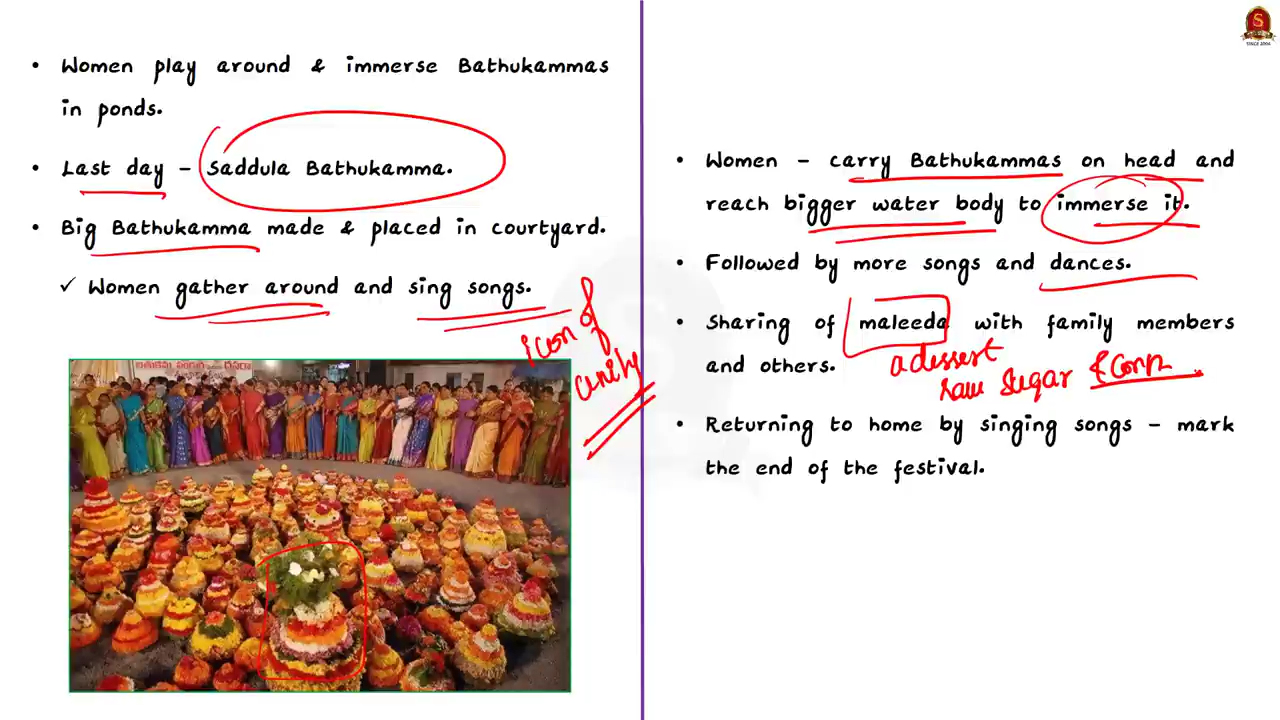 • Women play around & immerse Bathukammas
in ponds.
• Last day – Saddula Bathukamma.
• Big Bathukamma made & placed in courtyard.
✓ Women gather around and sing songs.
icon of
unity
• Women – carry Bathukammas on head and
reach bigger water body to immerse it.
• Followed by more songs and dances.
• Sharing of maleeda with family members
and others.
a dessert
raw sugar & corn
• Returning to home by singing songs – mark
the end of the festival.
S
SINCE 2004